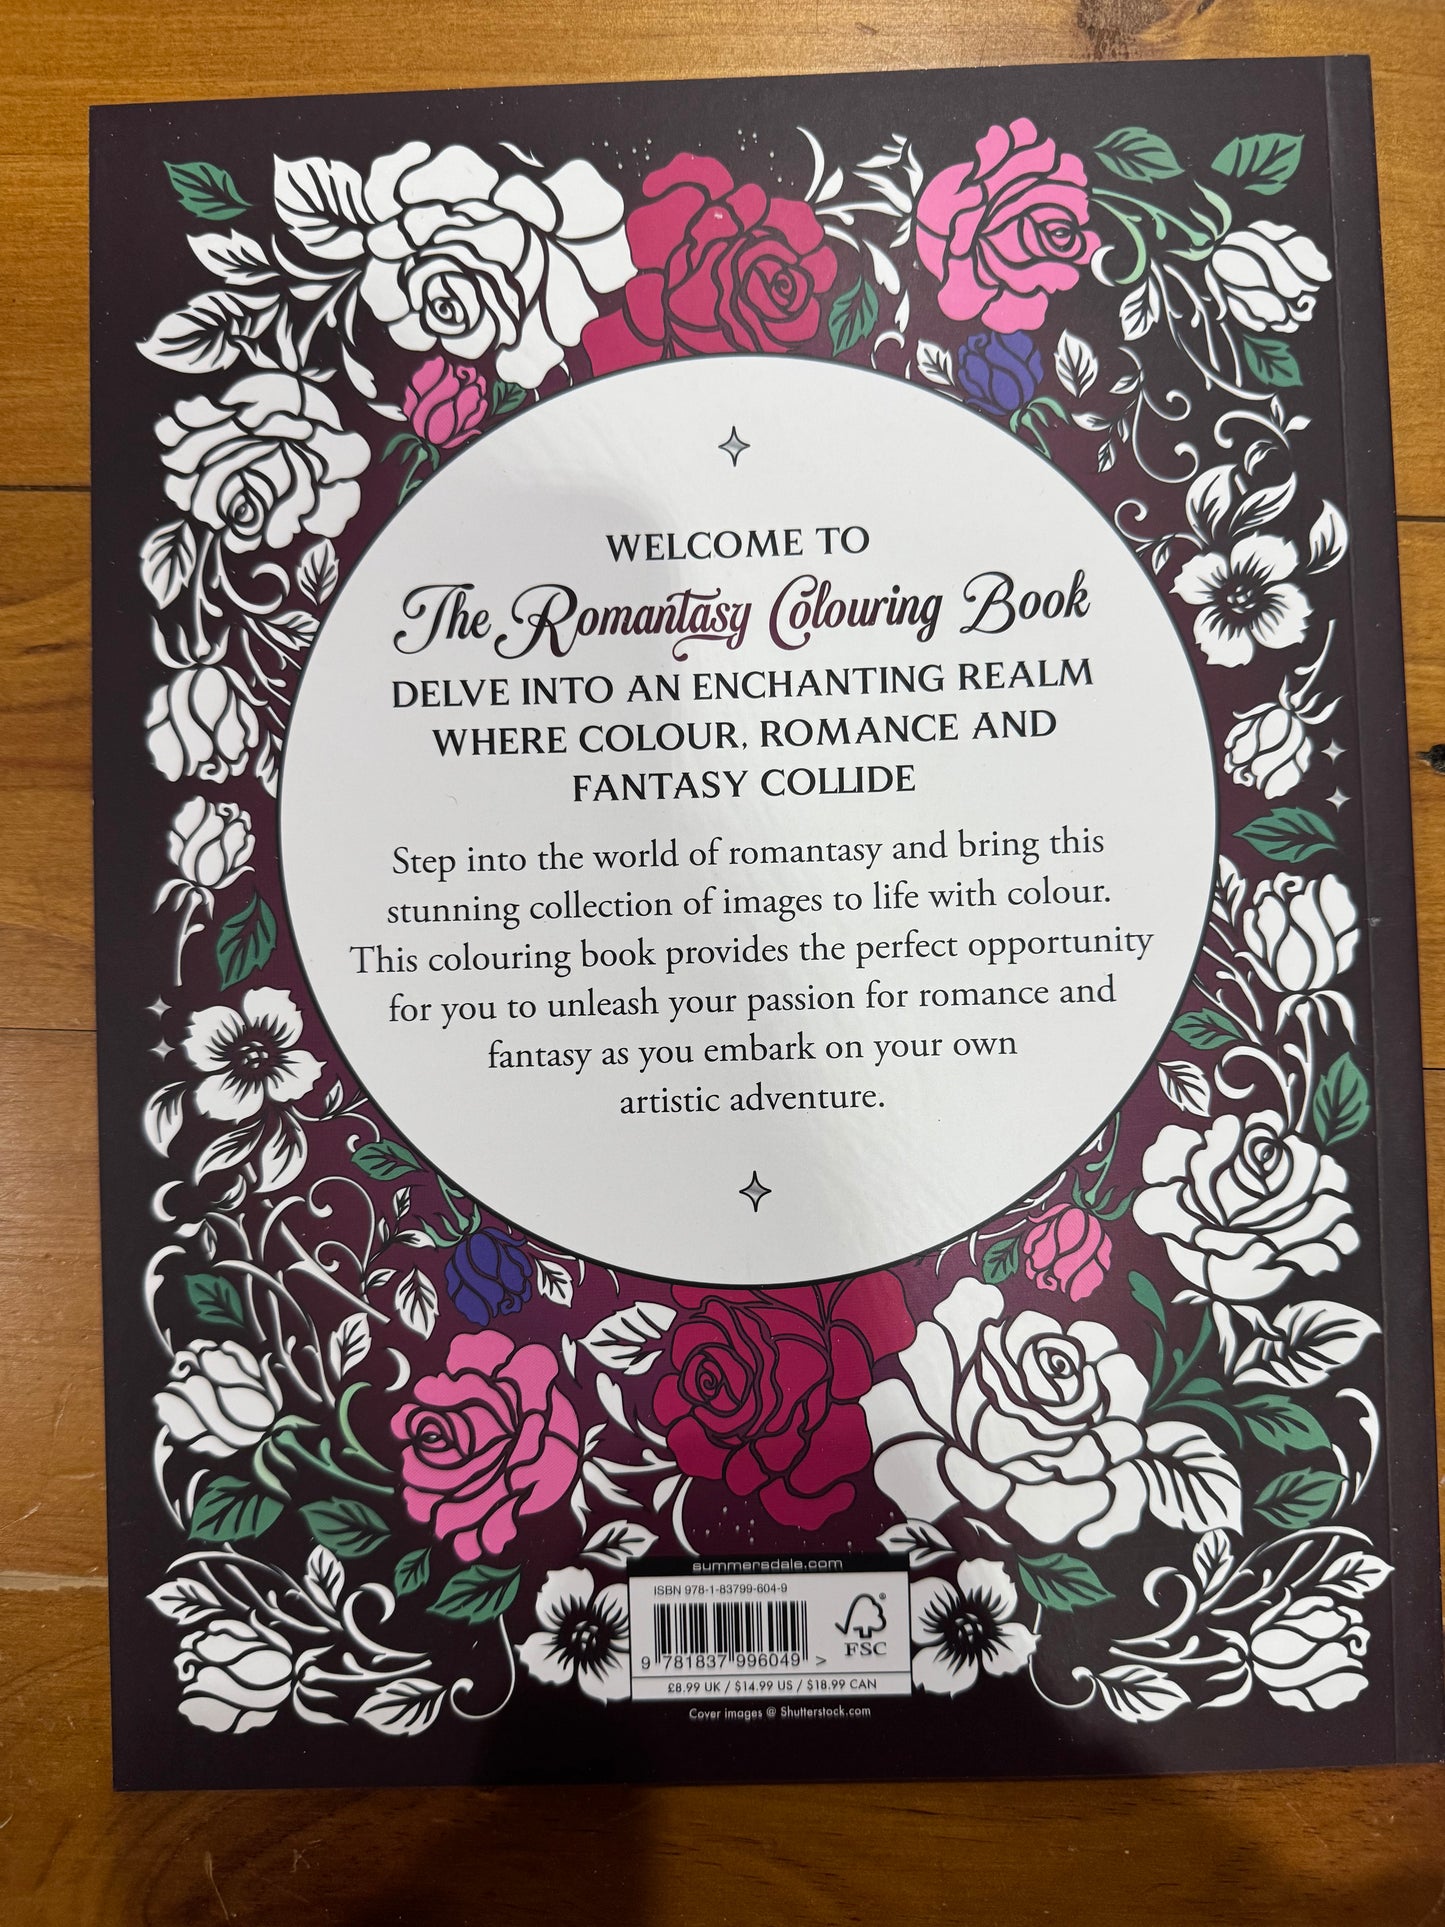 WELCOME TO
The Romantasy Colouring Book
DELVE INTO AN ENCHANTING REALM
WHERE COLOUR, ROMANCE AND
FANTASY COLLIDE
Step into the world of romantasy and bring this
stunning collection of images to life with colour.
This colouring book provides the perfect opportunity
for you to unleash your passion for romance and
fantasy as you embark on your own
artistic adventure.
summersdale.com
ISBN 978-1-83799-604-9
9 781837 996049 >
FSC
£8.99 UK / $14.99 US / $18.99 CAN
Cover images @ Shutterstock.com